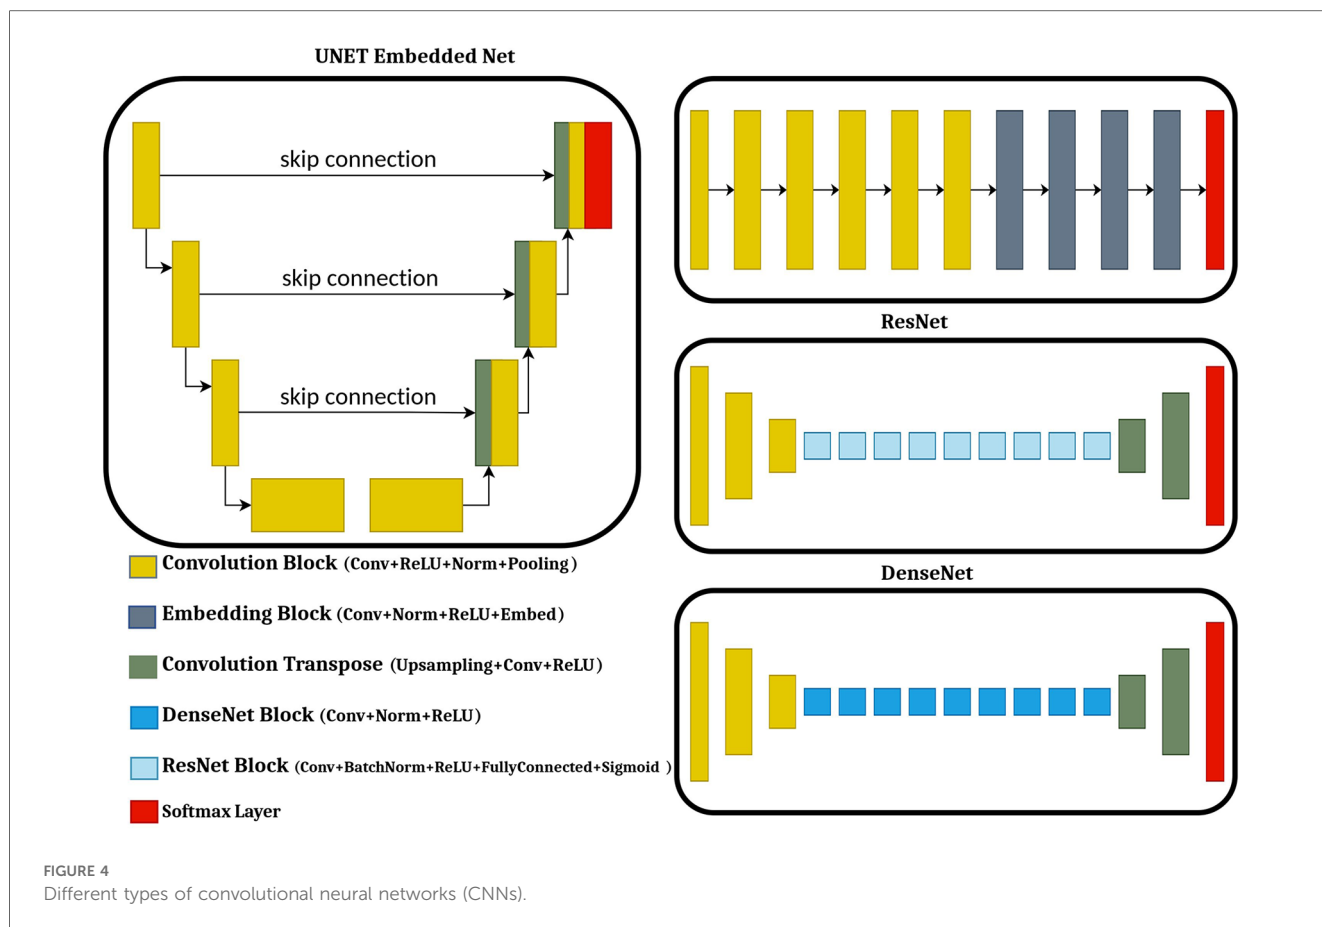 UNET Embedded Net
skip connection
skip connection
skip connection
Convolution Block (Conv+ReLU+Norm+Pooling)
Embedding Block (Conv+Norm+ReLU+Embed)
Convolution Transpose (Upsampling+Conv+ReLU)
DenseNet Block (Conv+Norm+ReLU)
ResNet Block (Conv+BatchNorm+ReLU+FullyConnected+Sigmoid )
Softmax Layer
ResNet
DenseNet
FIGURE 4
Different types of convolutional neural networks (CNNs).